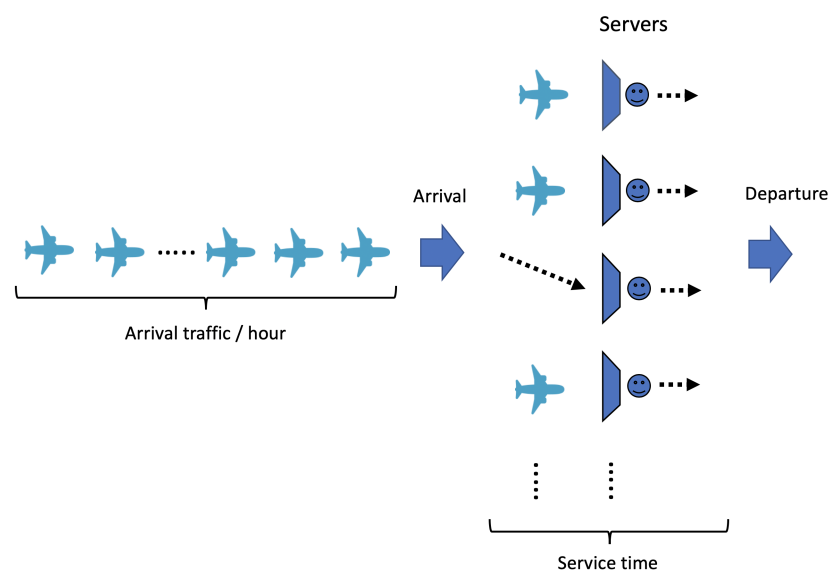 Servers
Arrival
Departure
Arrival traffic / hour
Service time